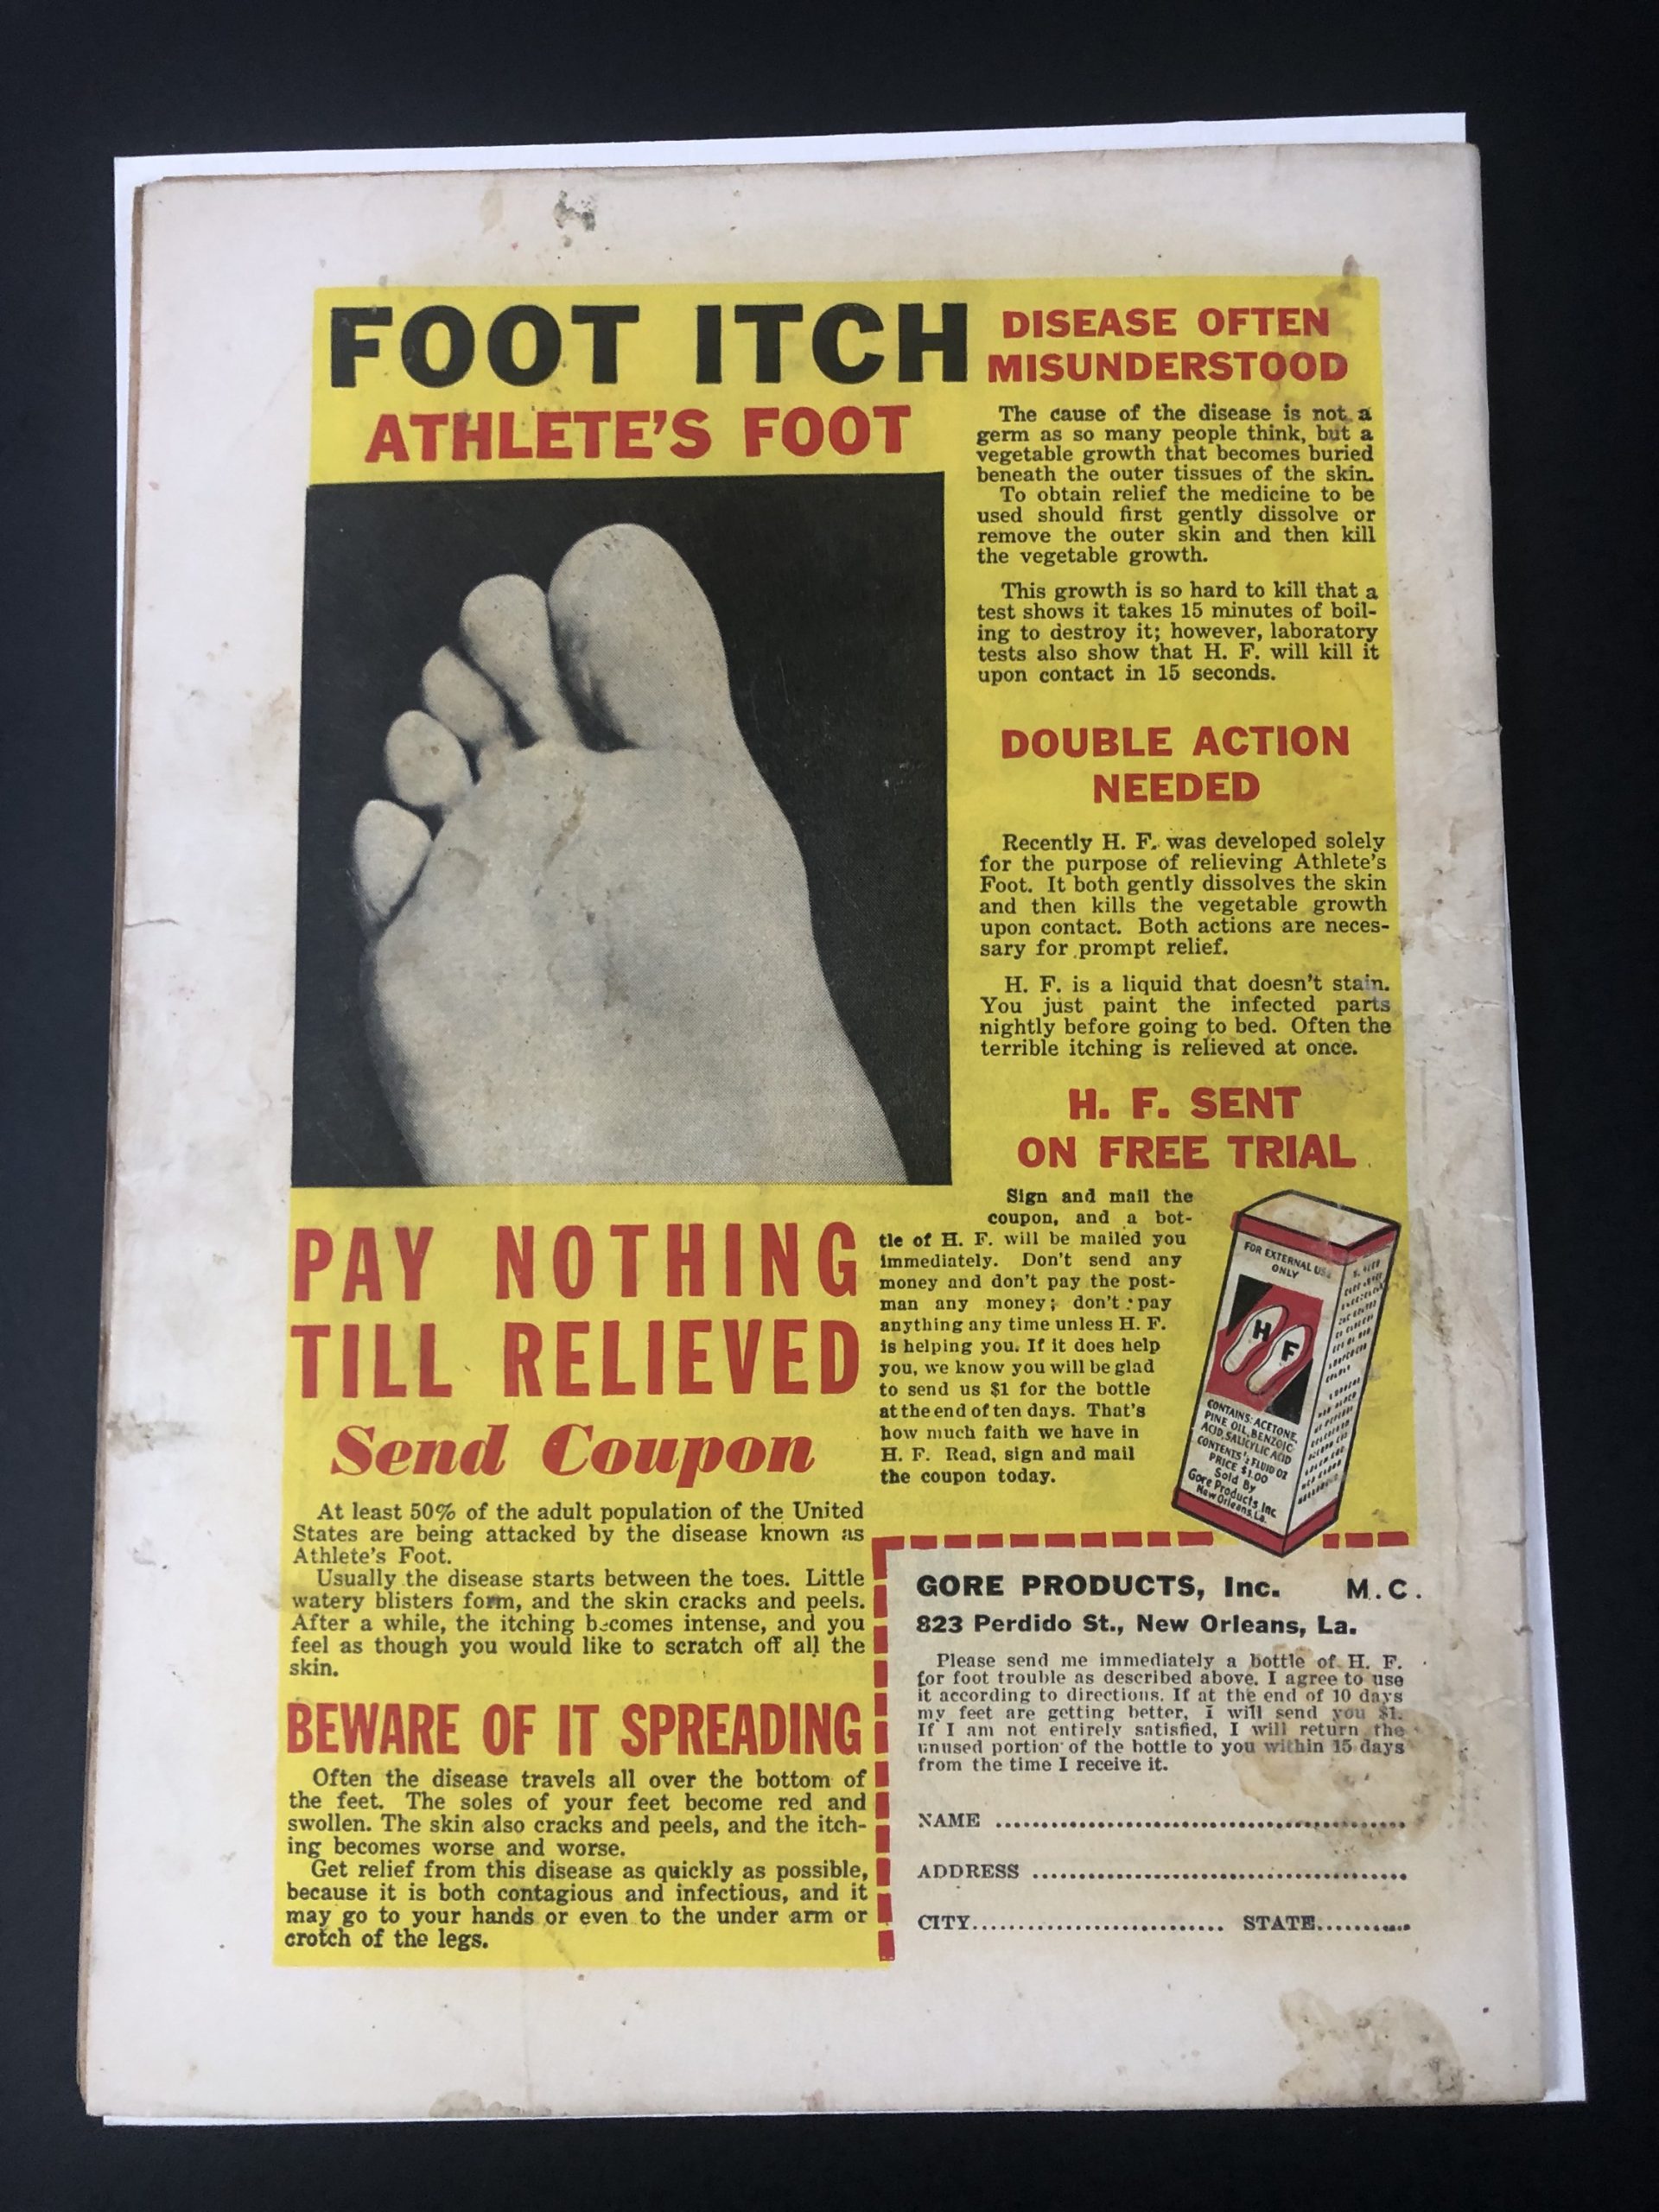 FOOT ITCH
ATHLETE'S FOOT
PAY NOTHING
TILL RELIEVED
Send Coupon
At least 50% of the adult population of the United
States are being attacked by the disease known as
Athlete's Foot.
Usually the disease starts between the toes. Little
watery blisters form, and the skin cracks and peels.
After a while, the itching becomes intense, and you
feel as though you would like to scratch off all the
skin.
BEWARE OF IT SPREADING
Often the disease travels all over the bottom of
the feet. The soles of your feet become red and
swollen. The skin also cracks and peels, and the itch-
ing becomes worse and worse.
Get relief from this disease as quickly as possible,
because it is both contagious and infectious, and it
may go to your hands or even to the under arm or
crotch of the legs.
DISEASE OFTEN
MISUNDERSTOOD
The cause of the disease is not a
germ as so many people think, but a
vegetable growth that becomes buried
beneath the outer tissues of the skin.
To obtain relief the medicine to be
used should first gently dissolve or
remove the outer skin and then kill
the vegetable growth.
This growth is so hard to kill that a
test shows it takes 15 minutes of boil-
ing to destroy it; however, laboratory
tests also show that H. F. will kill it
upon contact in 15 seconds.
DOUBLE ACTION
NEEDED
Recently H. F. was developed solely
for the purpose of relieving Athlete's
Foot. It both gently dissolves the skin
and then kills the vegetable growth
upon contact. Both actions are neces-
sary for prompt relief.
H. F. is a liquid that doesn't stain.
You just paint the infected parts
nightly before going to bed. Often the
terrible itching is relieved at once.
H. F. SENT
ON FREE TRIAL
Sign and mail the
coupon, and a bot-
tle of H. F. will be mailed you
immediately. Don't send any
money and don't pay the post-
man any money; don't pay
anything any time unless H. F.
is helping you. If it does help
you, we know you will be glad
to send us $1 for the bottle
at the end of ten days. That's
how much faith we have in
H. F. Read, sign and mail
the coupon today.
FOR EXTERNAL USE
ONLY
H F
CONTAINS: ACETONE,
PINE OIL, BENZOIC
ACID, SALICYLIC ACID
CONTENTS ½ FLUID OZ
PRICE $1.00
Sold By
Gore Products Inc
New Orleans, La.
GORE PRODUCTS, Inc. M.C.
823 Perdido St., New Orleans, La.
Please send me immediately a bottle of H. F.
for foot trouble as described above. I agree to use
it according to directions. If at the end of 10 days
my feet are getting better, I will send you $1.
If I am not entirely satisfied, I will return the
unused portion of the bottle to you within 15 days
from the time I receive it.
NAME
ADDRESS
CITY STATE